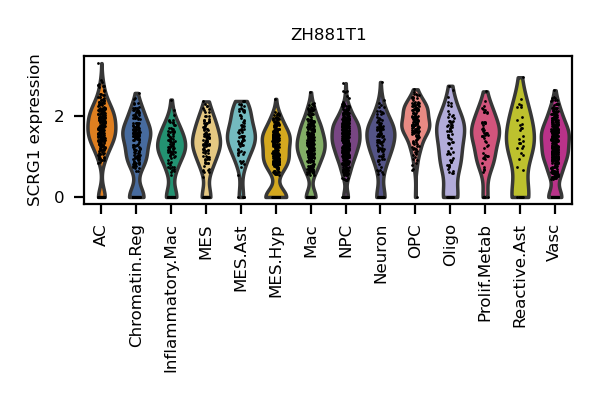 ZH881T1
SCRG1 expression
2
0
AC
Chromatin.Reg
Inflammatory.Mac
MES
MES.Ast
MES.Hyp
Mac
NPC
Neuron
OPC
Oligo
Prolif.Metab
Reactive.Ast
Vasc